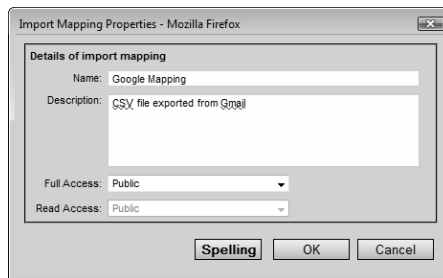 Import Mapping Properties - Mozilla Firefox
Details of import mapping
Name: Google Mapping
Description: CSV file exported from Gmail
Full Access: Public
Read Access: Public
Spelling OK Cancel